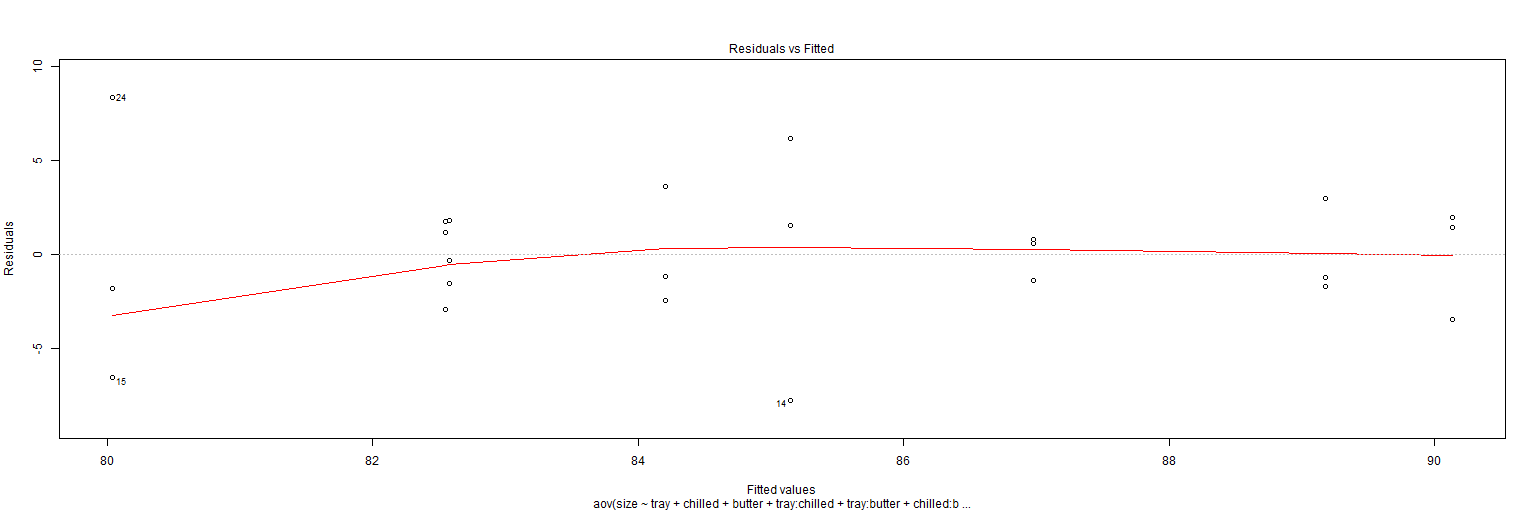 Residuals vs Fitted
Residuals
10
5
0
-5
24
15
14
80 82 84 86 88 90
Fitted values
aov(size ~ tray + chilled + butter + tray:chilled + tray:butter + chilled:b ...